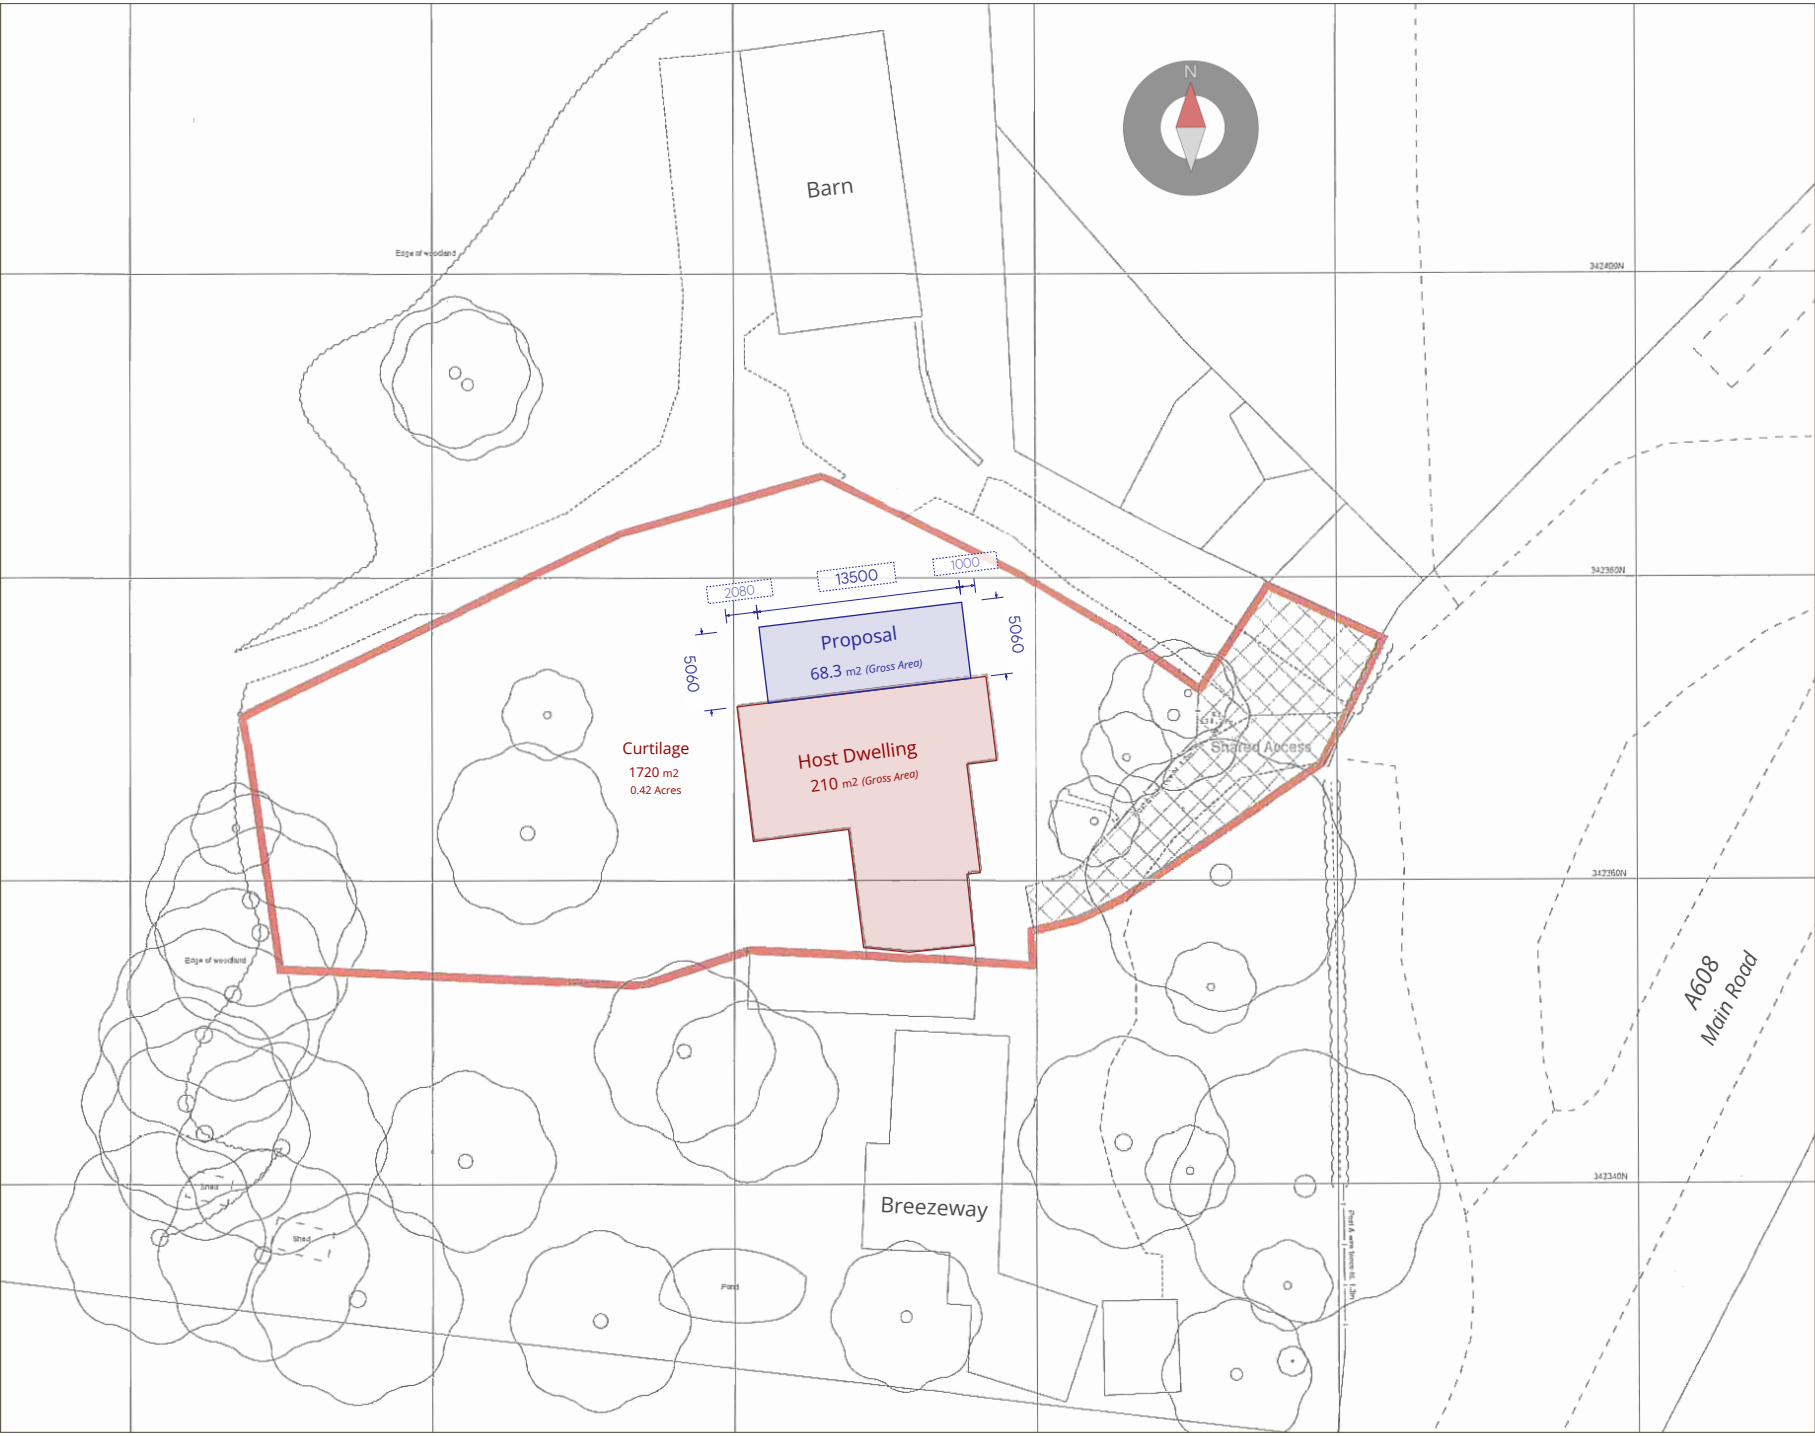 N
Barn
Edge of woodland
342400N
1000
13500
2080
342360N
5060
5060
Proposal
68.3 m2 (Gross Area)
Curtilage
1720 m2
0.42 Acres
Host Dwelling
210 m2 (Gross Area)
Shared Access
342360N
Edge of woodland
A608
Main Road
342340N
Shed
Breezeway
Shed
Pond